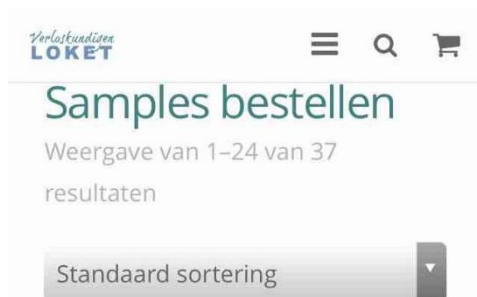 Verloskundigen
LOKET
Samples bestellen
Weergave van 1–24 van 37
resultaten
Standaard sortering